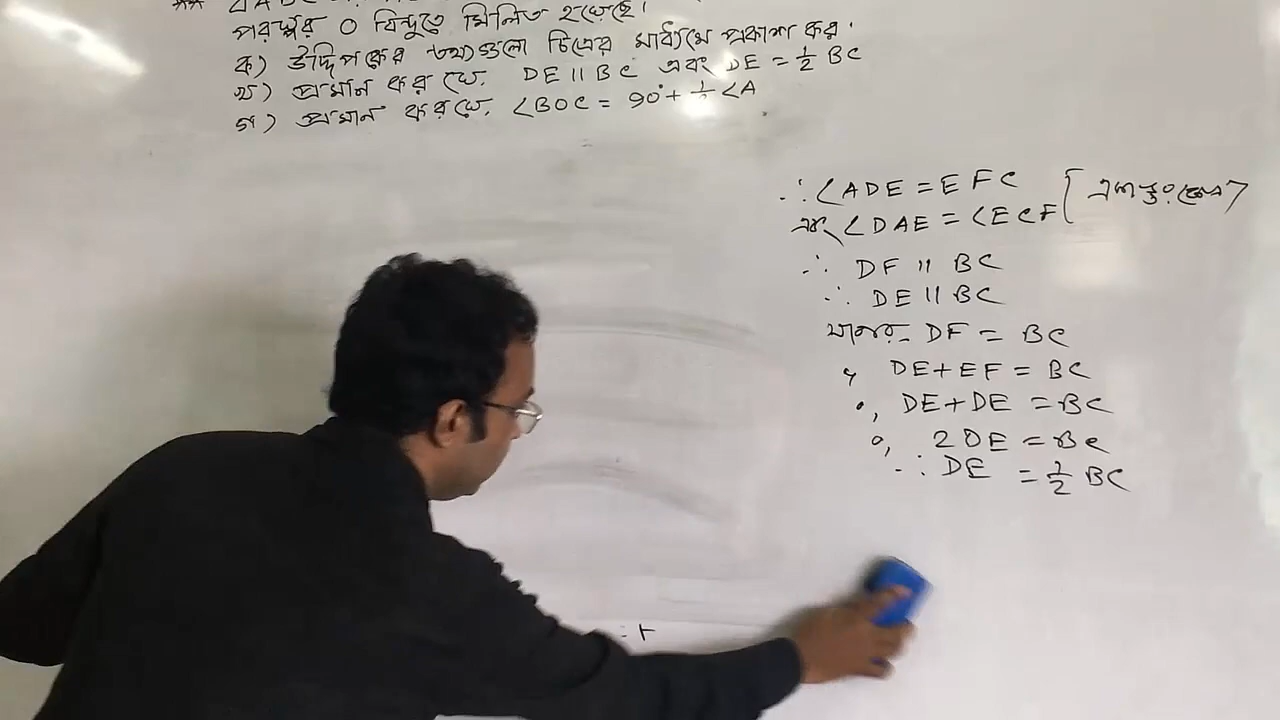 ** ΔABC
পরস্পর O বিন্দুতে মিলিত হয়েছে।
ক) উদ্দিপকের তথ্যগুলো চিত্রের মাধ্যমে প্রকাশ কর।
খ) প্রমান কর যে, DE || BC এবং DE = 1/2 BC
গ) প্রমান কর যে, ∠BOC = 90° + 1/2 ∠A
∴ ∠ADE = EFC
এবং ∠DAE = ∠ECF [
∴ DF || BC
∴ DE || BC
আবার, DF = BC
বা, DE + EF = BC
বা, DE + DE = BC
বা, 2DE = BC
∴ DE = 1/2 BC